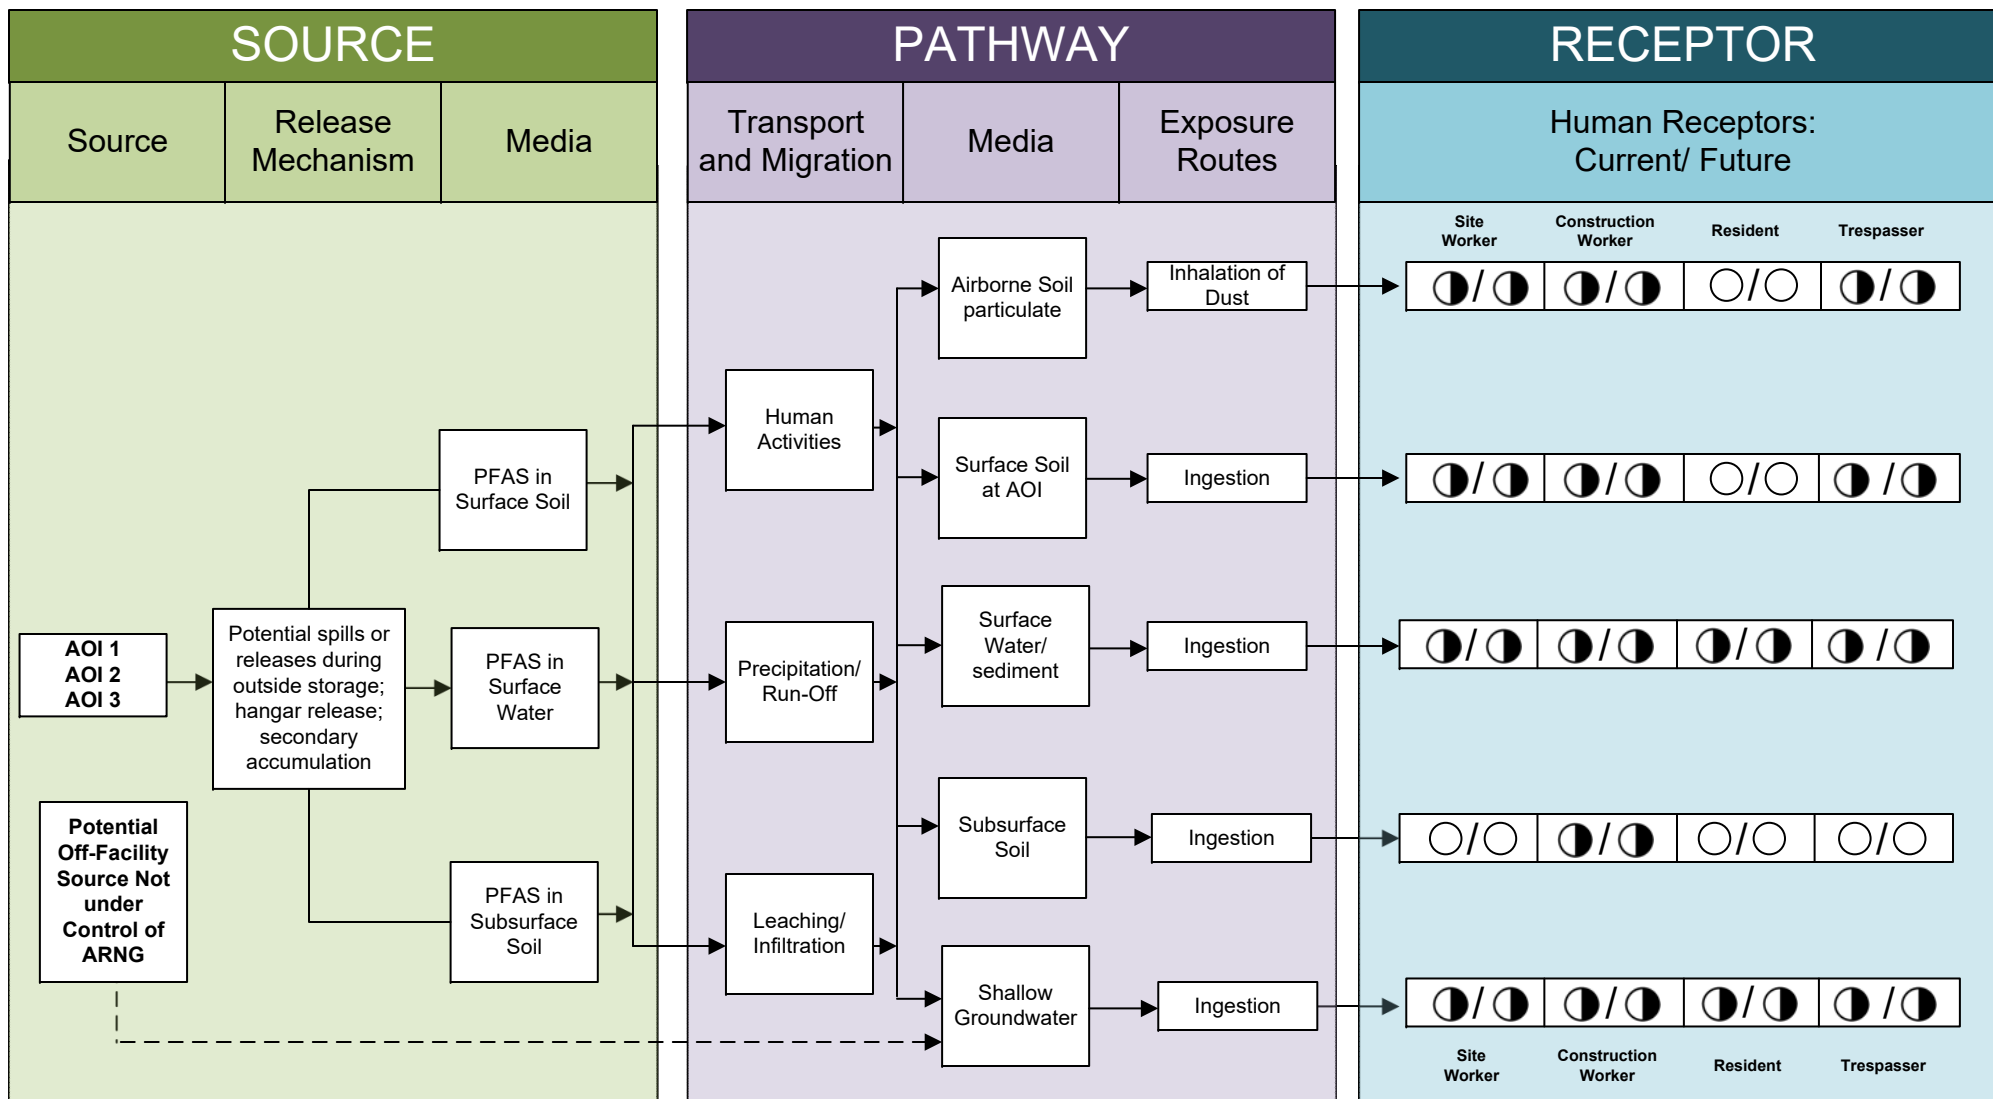 SOURCE
PATHWAY
RECEPTOR
Source
Release
Mechanism
Media
Transport
and Migration
Media
Exposure
Routes
Human Receptors:
Current/ Future
Site
Worker
Construction
Worker
Resident
Trespasser
AOI 1
AOI 2
AOI 3
Potential
Off-Facility
Source Not
under
Control of
ARNG
Potential spills or
releases during
outside storage;
hangar release;
secondary
accumulation
PFAS in
Surface Soil
PFAS in
Surface
Water
PFAS in
Subsurface
Soil
Human
Activities
Precipitation/
Run-Off
Leaching/
Infiltration
Airborne Soil
particulate
Inhalation of
Dust
/
/
/
/
Surface Soil
at AOI
Ingestion
/
/
/
/
Surface
Water/
sediment
Ingestion
/
/
/
/
Subsurface
Soil
Ingestion
/
/
/
/
Shallow
Groundwater
Ingestion
/
/
/
/
Site
Worker
Construction
Worker
Resident
Trespasser